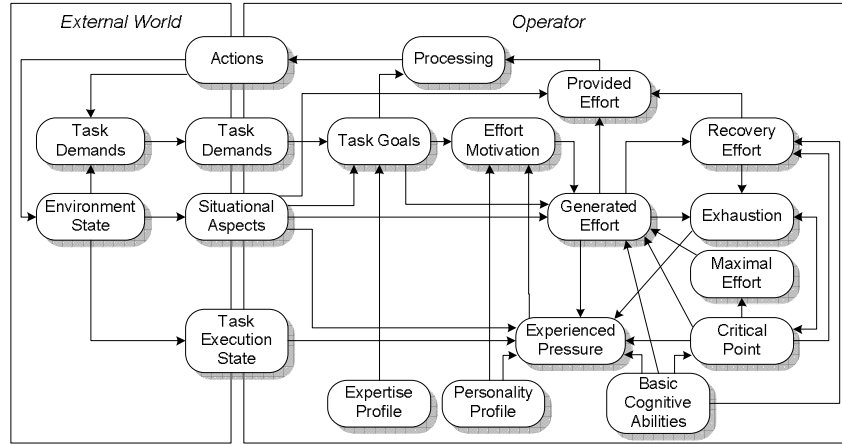 External World
Operator
Actions
Processing
Provided
Effort
Task
Demands
Task
Demands
Task Goals
Effort
Motivation
Recovery
Effort
Environment
State
Situational
Aspects
Generated
Effort
Exhaustion
Maximal
Effort
Task
Execution
State
Experienced
Pressure
Critical
Point
Expertise
Profile
Personality
Profile
Basic
Cognitive
Abilities